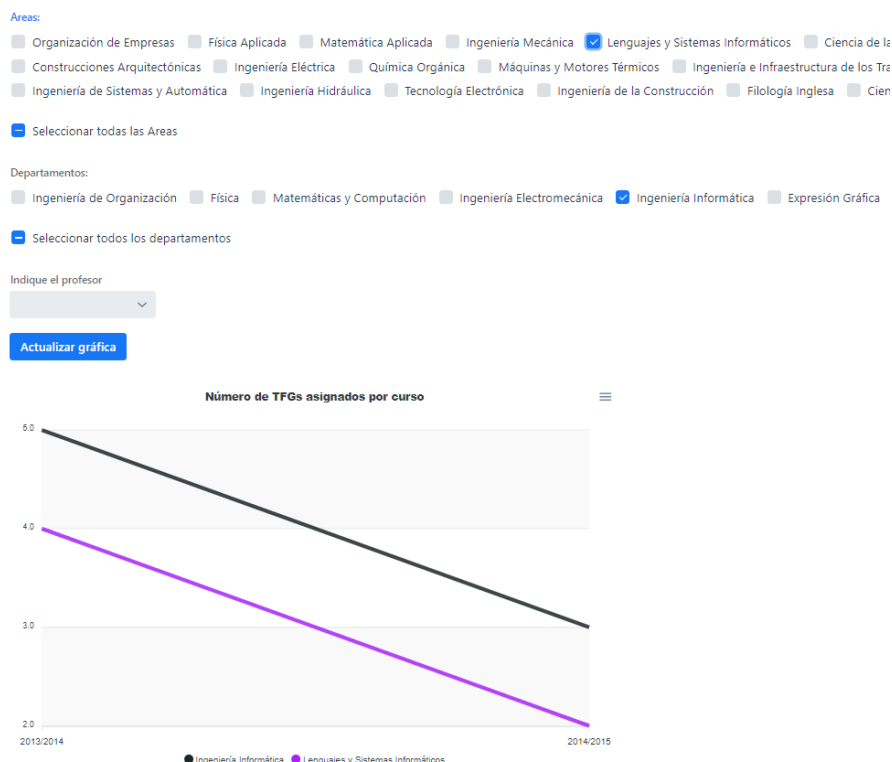 Areas:
Organización de Empresas Física Aplicada Matemática Aplicada Ingeniería Mecánica Lenguajes y Sistemas Informáticos Ciencia de
Construcciones Arquitectónicas Ingeniería Eléctrica Química Orgánica Máquinas y Motores Térmicos Ingeniería e Infraestructura de los
Ingeniería de Sistemas y Automática Ingeniería Hidráulica Tecnología Electrónica Ingeniería de la Construcción Filología Inglesa
Seleccionar todas las Areas
Departamentos:
Ingeniería de Organización Física Matemáticas y Computación Ingeniería Electromecánica Ingeniería Informática Expresión Gráfica
Seleccionar todos los departamentos
Indique el profesor
Actualizar gráfica
Número de TFGs asignados por curso
5.0
4.0
3.0
2.0
2013/2014 2014/2015
Ingeniería Informática Lenguajes y Sistemas Informáticos